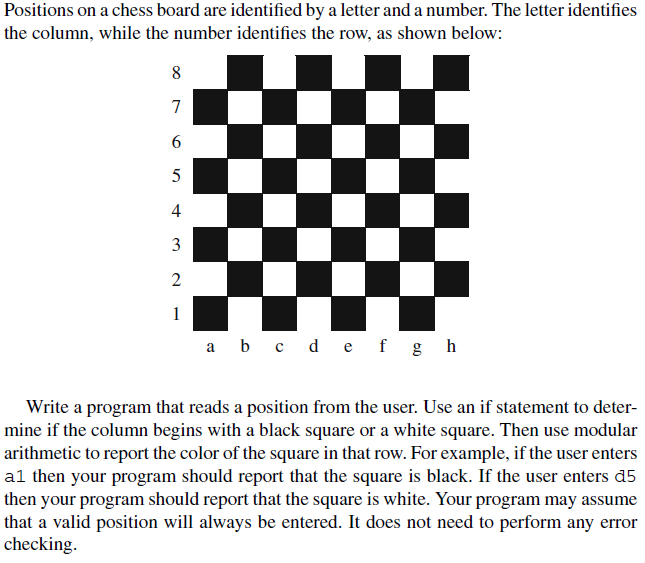 Positions on a chess board are identified by a letter and a number. The letter identifies
the column, while the number identifies the row, as shown below:
8
7
6
5
4
3
2
1
a b c d e f g h
Write a program that reads a position from the user. Use an if statement to deter-
mine if the column begins with a black square or a white square. Then use modular
arithmetic to report the color of the square in that row. For example, if the user enters
a1 then your program should report that the square is black. If the user enters d5
then your program should report that the square is white. Your program may assume
that a valid position will always be entered. It does not need to perform any error
checking.